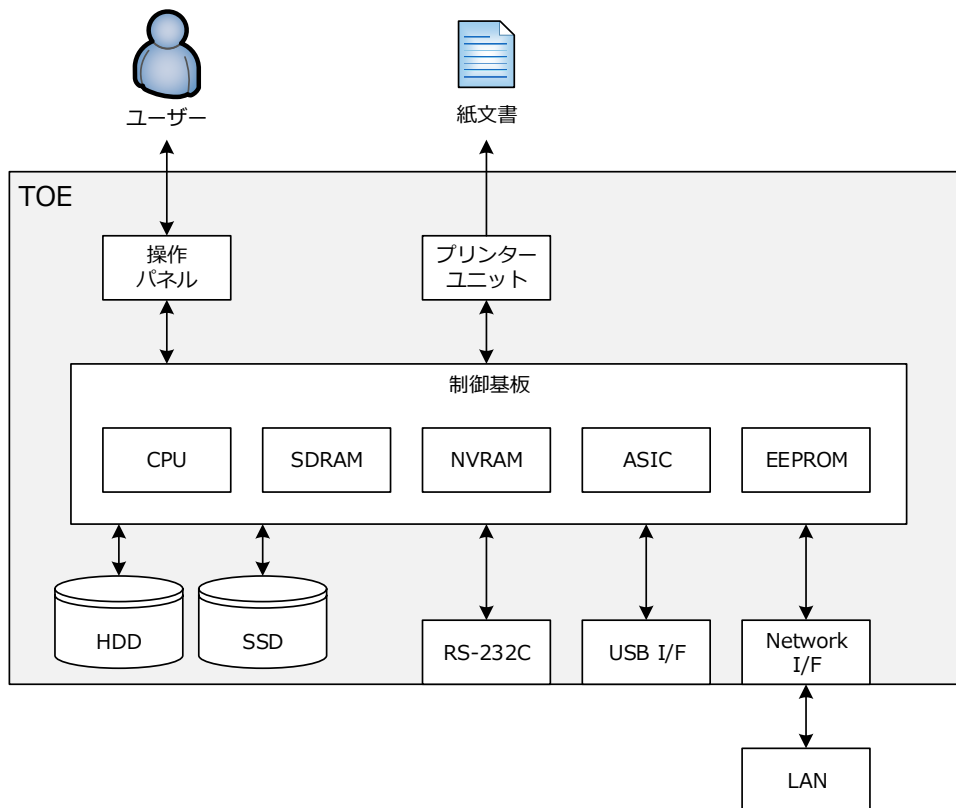 ユーザー
紙文書
TOE
操作
パネル
プリンター
ユニット
制御基板
CPU
SDRAM
NVRAM
ASIC
EEPROM
HDD
SSD
RS-232C
USB I/F
Network
I/F
LAN